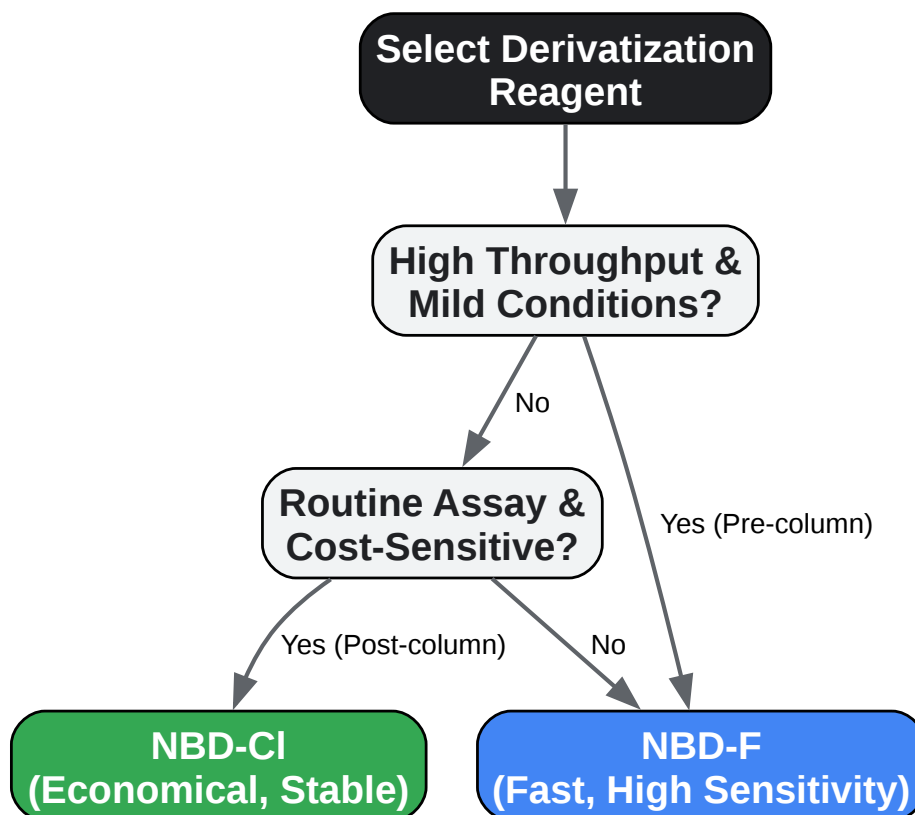 Select Derivatization
Reagent
High Throughput &
Mild Conditions?
No
Routine Assay &
Cost-Sensitive?
Yes (Pre-column)
Yes (Post-column)
No
NBD-Cl
(Economical, Stable)
NBD-F
(Fast, High Sensitivity)